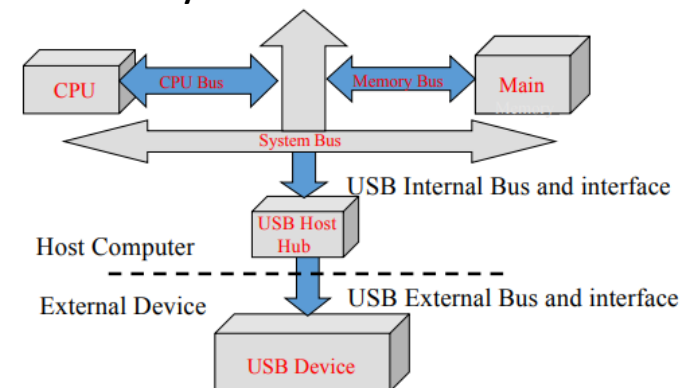 CPU
CPU Bus
Memory Bus
Main
Memory
System Bus
USB Internal Bus and interface
USB Host
Hub
Host Computer
External Device
USB External Bus and interface
USB Device